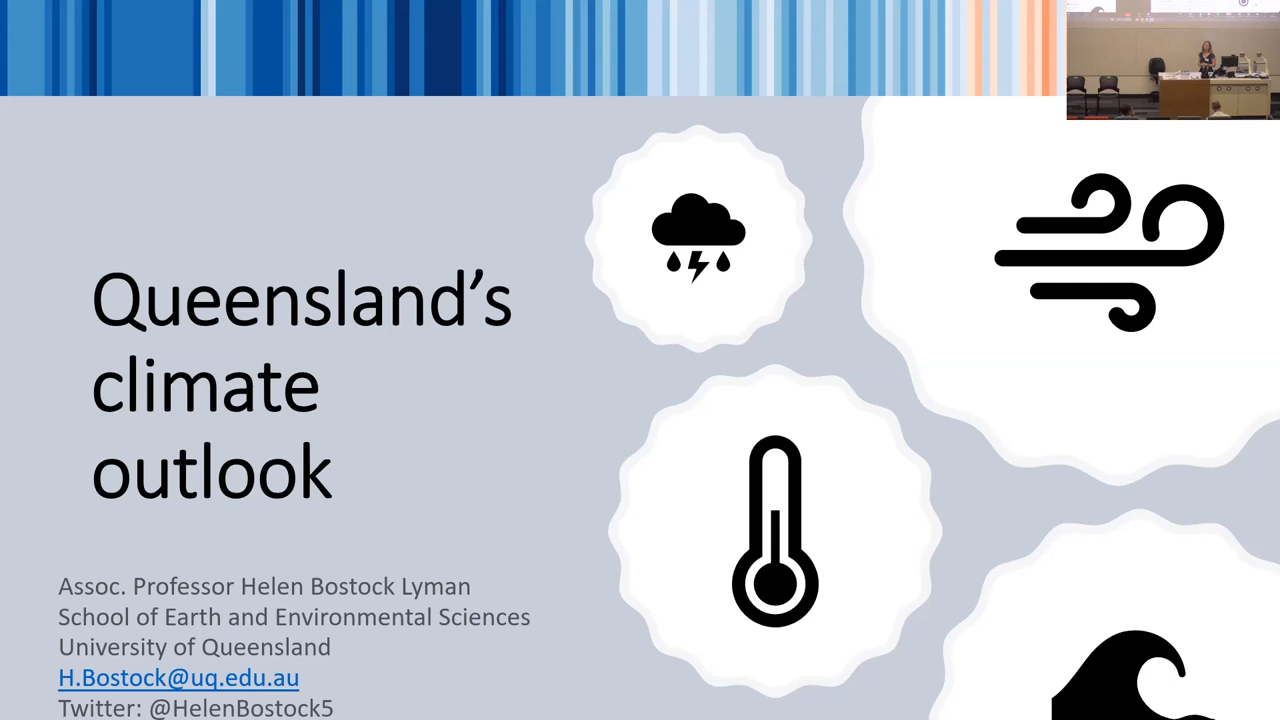 Queensland’s
climate
outlook
Assoc. Professor Helen Bostock Lyman
School of Earth and Environmental Sciences
University of Queensland
H.Bostock@uq.edu.au
Twitter: @HelenBostock5